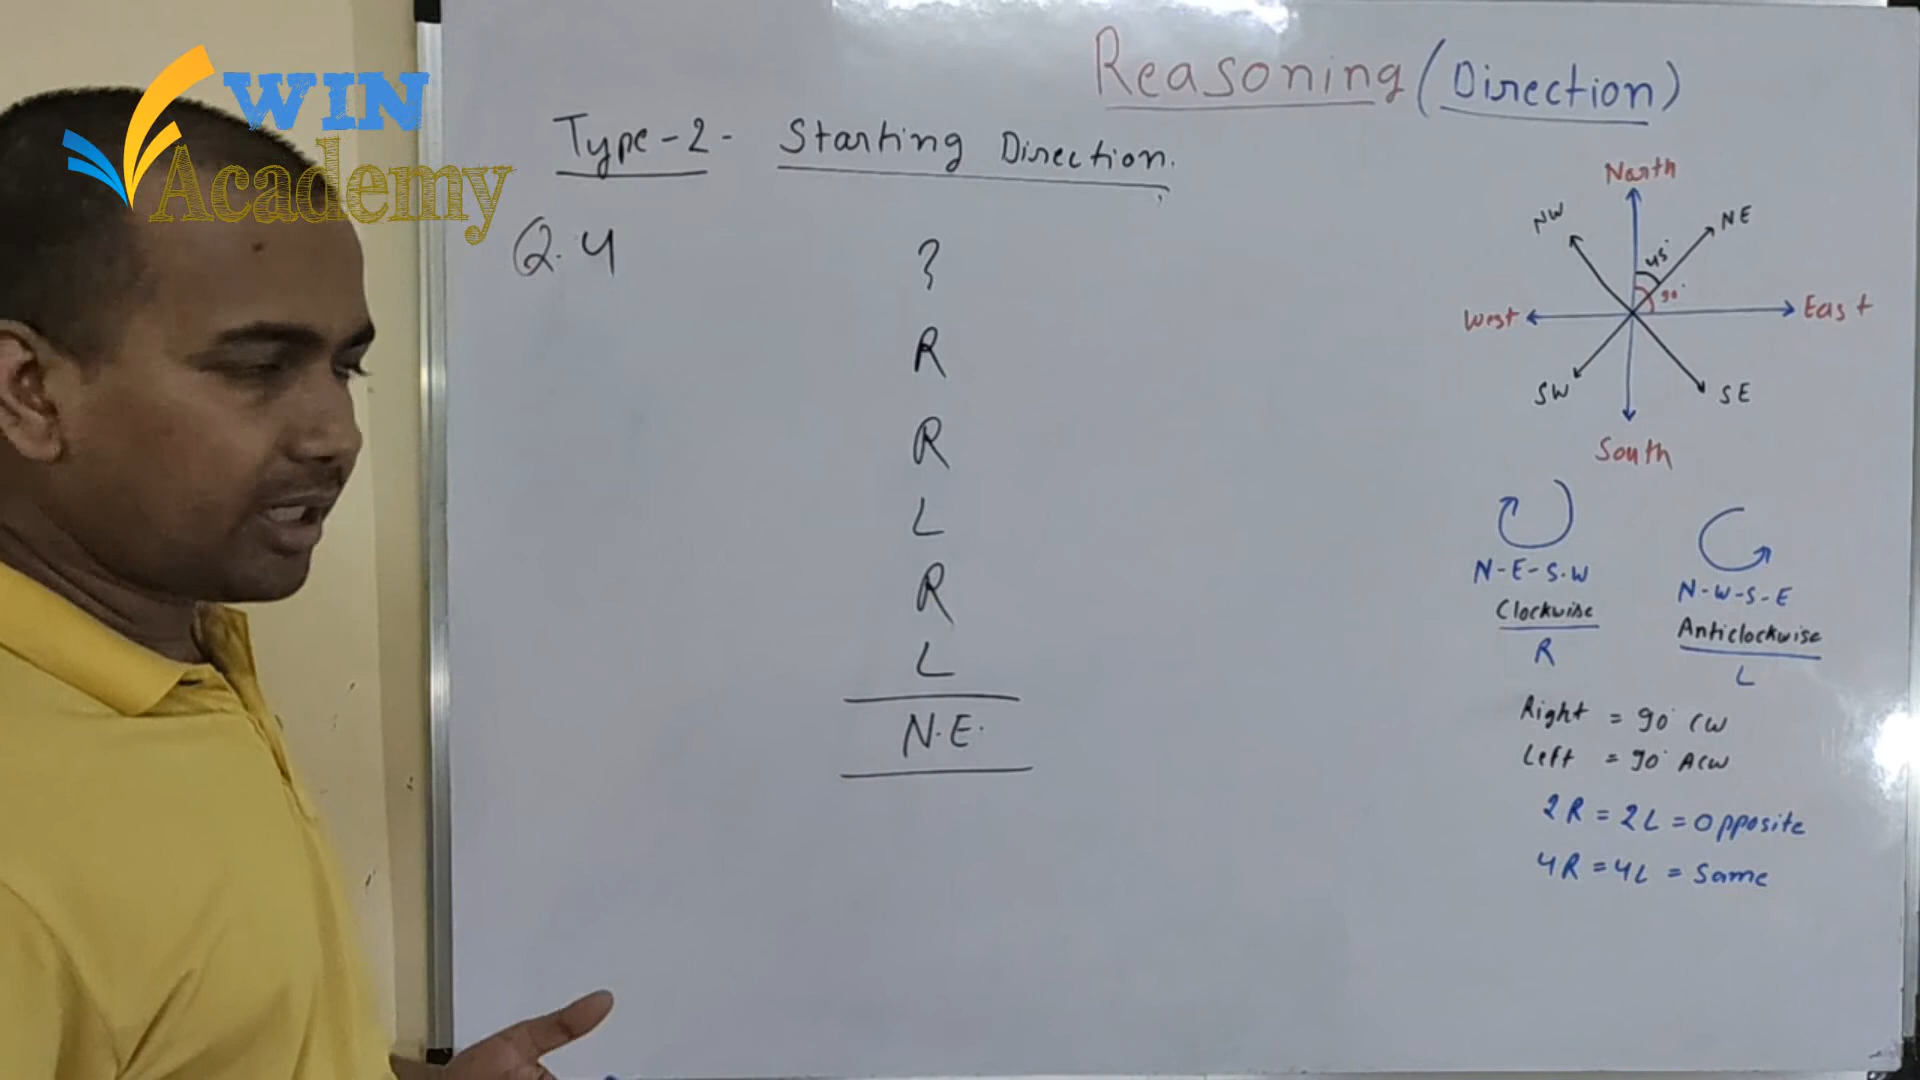 WIN
Academy
Reasoning (Direction)
Type-2- Starting Direction.
Q.4
?
R
R
L
R
L
N.E.
North
NW
NE
45°
90°
West
East
SW
SE
South
N-E-S-W
Clockwise
R
N-W-S-E
Anticlockwise
L
Right = 90° CW
Left = 90° ACW
2R = 2L = Opposite
4R = 4L = Same